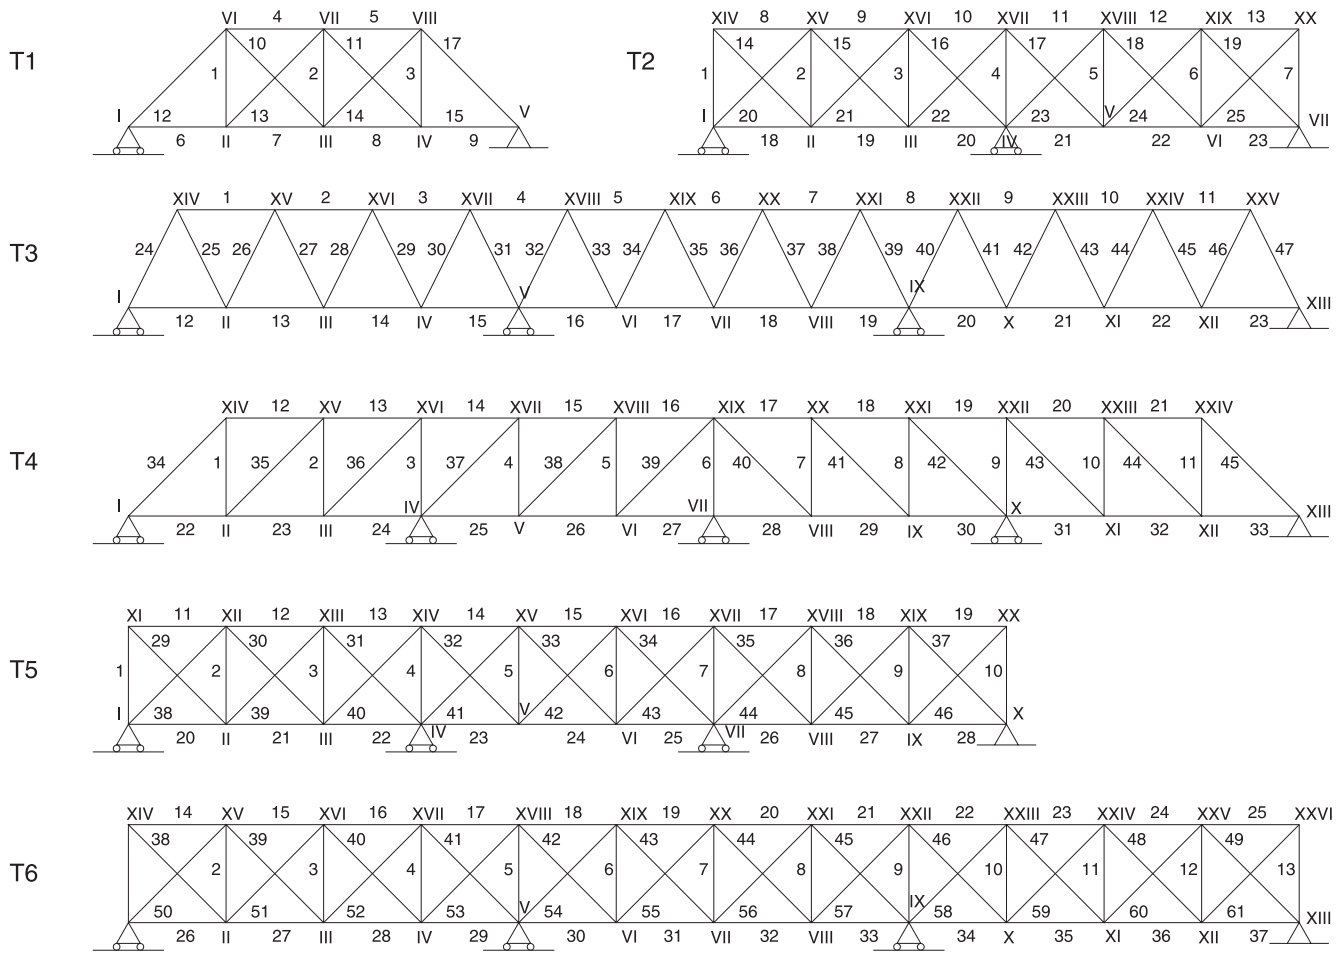 VI 4 VII 5 VIII
XIV 8 XV 9 XVI 10 XVII 11 XVIII 12 XIX 13 XX
10 11 17
14 15 16 17 18 19
T1 1 2 3
T2 1 2 3 4 5 6 7
I 12 13 14 15 V
I 20 21 22 23 V 24 25 VII
6 II 7 III 8 IV 9
18 II 19 III 20 IV 21 22 VI 23
XIV 1 XV 2 XVI 3 XVII 4 XVIII 5 XIX 6 XX 7 XXI 8 XXII 9 XXIII 10 XXIV 11 XXV
T3 24 25 26 27 28 29 30 31 32 33 34 35 36 37 38 39 40 41 42 43 44 45 46 47
I V IX XIII
12 II 13 III 14 IV 15 16 VI 17 VII 18 VIII 19 20 X 21 XI 22 XII 23
XIV 12 XV 13 XVI 14 XVII 15 XVIII 16 XIX 17 XX 18 XXI 19 XXII 20 XXIII 21 XXIV
T4 34 1 35 2 36 3 37 4 38 5 39 6 40 7 41 8 42 9 43 10 44 11 45
I IV VII X XIII
22 II 23 III 24 25 V 26 VI 27 28 VIII 29 IX 30 31 XI 32 XII 33
XI 11 XII 12 XIII 13 XIV 14 XV 15 XVI 16 XVII 17 XVIII 18 XIX 19 XX
29 30 31 32 33 34 35 36 37
T5 1 2 3 4 5 6 7 8 9 10
I 38 39 40 41 V 42 43 44 45 46 X
20 II 21 III 22 IV 23 24 VI 25 VII 26 VIII 27 IX 28
XIV 14 XV 15 XVI 16 XVII 17 XVIII 18 XIX 19 XX 20 XXI 21 XXII 22 XXIII 23 XXIV 24 XXV 25 XXVI
38 39 40 41 42 43 44 45 46 47 48 49
T6 2 3 4 5 6 7 8 9 10 11 12 13
50 51 52 53 V 54 55 56 57 IX 58 59 60 61 XIII
26 II 27 III 28 IV 29 30 VI 31 VII 32 VIII 33 34 X 35 XI 36 XII 37